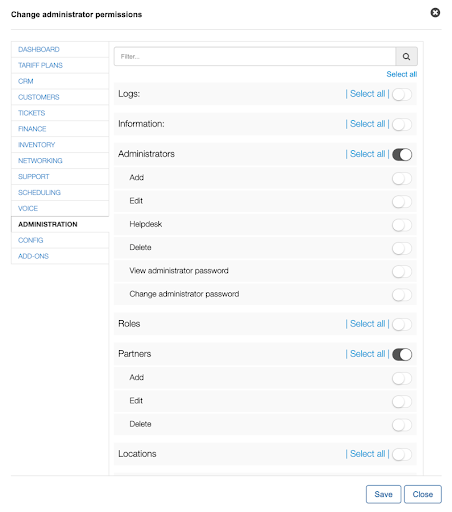 Change administrator permissions
DASHBOARD
TARIFF PLANS
CRM
CUSTOMERS
TICKETS
FINANCE
INVENTORY
NETWORKING
SUPPORT
SCHEDULING
VOICE
ADMINISTRATION
CONFIG
ADD-ONS
Filter...
Select all
Logs: | Select all |
Information: | Select all |
Administrators | Select all |
Add
Edit
Helpdesk
Delete
View administrator password
Change administrator password
Roles | Select all |
Partners | Select all |
Add
Edit
Delete
Locations | Select all |
Save Close